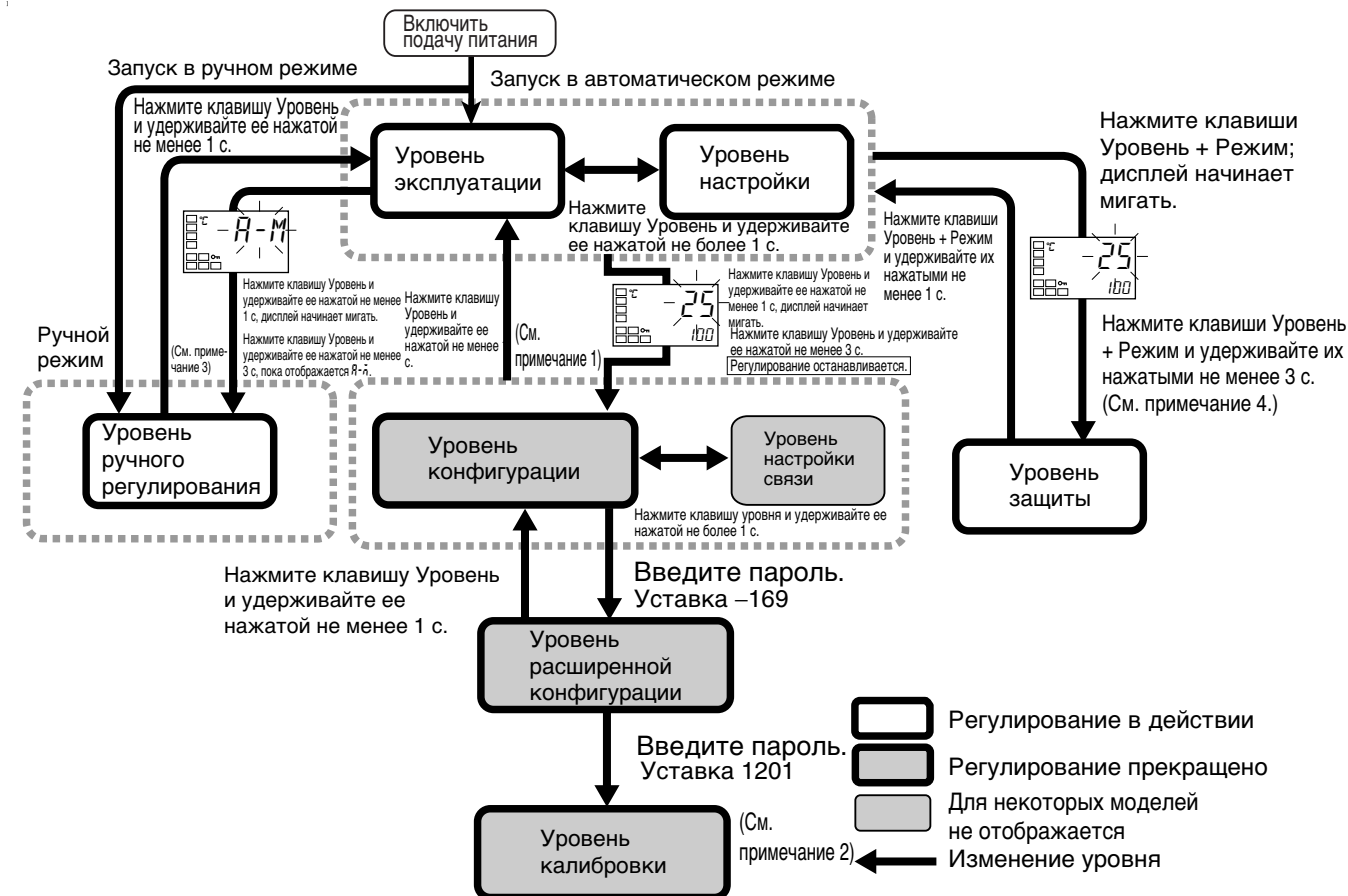 1
Включить
подачу питания
Запуск в ручном режиме
Запуск в автоматическом режиме
Нажмите клавишу Уровень
и удерживайте ее нажатой
не менее 1 с.
Уровень
эксплуатации
Уровень
настройки
Нажмите
клавишу Уровень и удерживайте
ее нажатой не более 1 с.
Нажмите клавиши
Уровень + Режим;
дисплей начинает
мигать.
°C
A-M
Нажмите клавишу Уровень и
удерживайте ее нажатой не менее
1 с, дисплей начинает мигать.
Нажмите клавишу Уровень и
удерживайте ее нажатой не менее
3 с, пока отображается
Ручной
режим
(См. приме-
чание 3)
Нажмите клавишу
Уровень и
удерживайте ее
нажатой не менее
с.
(См.
примечание 1)
°C
25
100
Нажмите клавишу Уровень и
удерживайте ее нажатой не
менее 1 с, дисплей начинает
мигать.
Нажмите клавишу Уровень и удерживайте
ее нажатой не менее 3 с.
Регулирование останавливается.
Нажмите клавиши
Уровень + Режим
и удерживайте их
нажатыми не
менее 1 с.
°C
25
100
Нажмите клавиши Уровень
+ Режим и удерживайте их
нажатыми не менее 3 с.
(См. примечание 4.)
Уровень
ручного
регулирования
Уровень
конфигурации
Уровень
настройки
связи
Нажмите клавишу уровня и удерживайте ее
нажатой не более 1 с.
Уровень
защиты
Нажмите клавишу Уровень
и удерживайте ее
нажатой не менее 1 с.
Введите пароль.
Уставка –169
Уровень
расширенной
конфигурации
Введите пароль.
Уставка 1201
Уровень
калибровки
(См.
примечание 2)
Регулирование в действии
Регулирование прекращено
Для некоторых моделей
не отображается
Изменение уровня